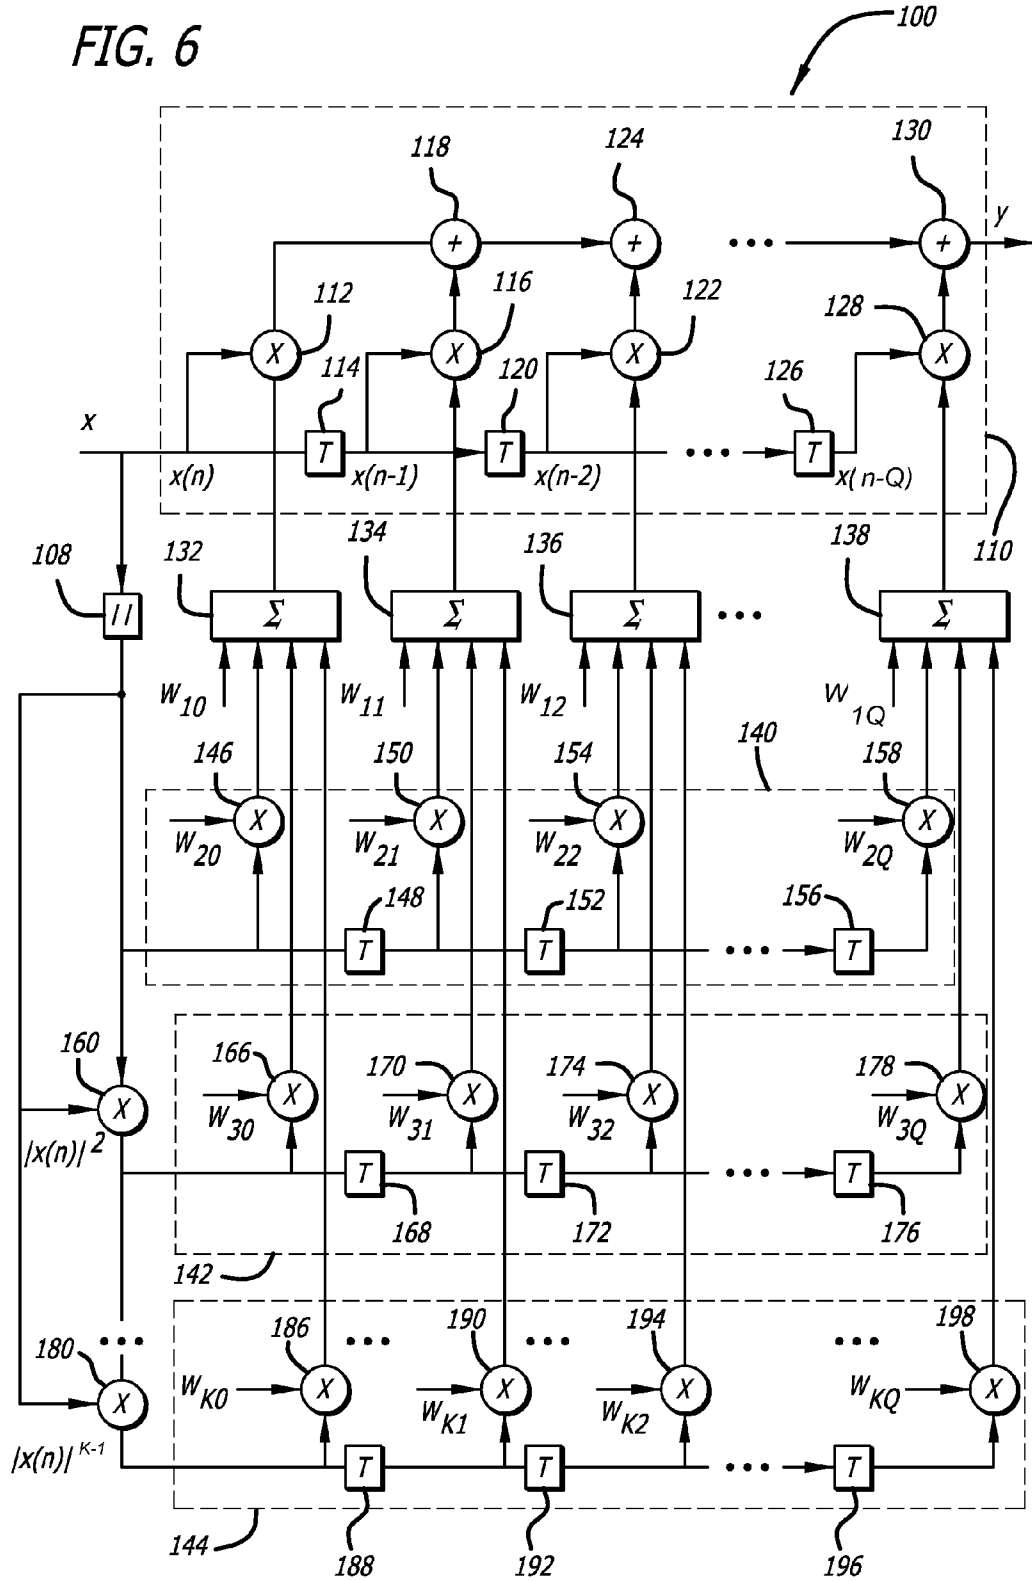 FIG. 6
100
118
124
130
+
+
...
+
y
112
116
122
128
X
X
X
X
114
120
126
x
T
T
...
T
x(n)
x(n-1)
x(n-2)
x(n-Q)
110
108
132
134
136
138
| |
Σ
Σ
Σ
...
Σ
W10
W11
W12
W1Q
140
146
150
154
158
X
X
X
X
W20
W21
W22
W2Q
148
152
156
T
T
...
T
160
166
170
174
178
X
X
X
X
X
W30
W31
W32
W3Q
|x(n)|2
T
T
...
T
168
172
176
142
...
186
...
190
...
194
...
198
180
X
X
X
X
X
WK0
WK1
WK2
WKQ
|x(n)|K-1
T
T
...
T
144
188
192
196